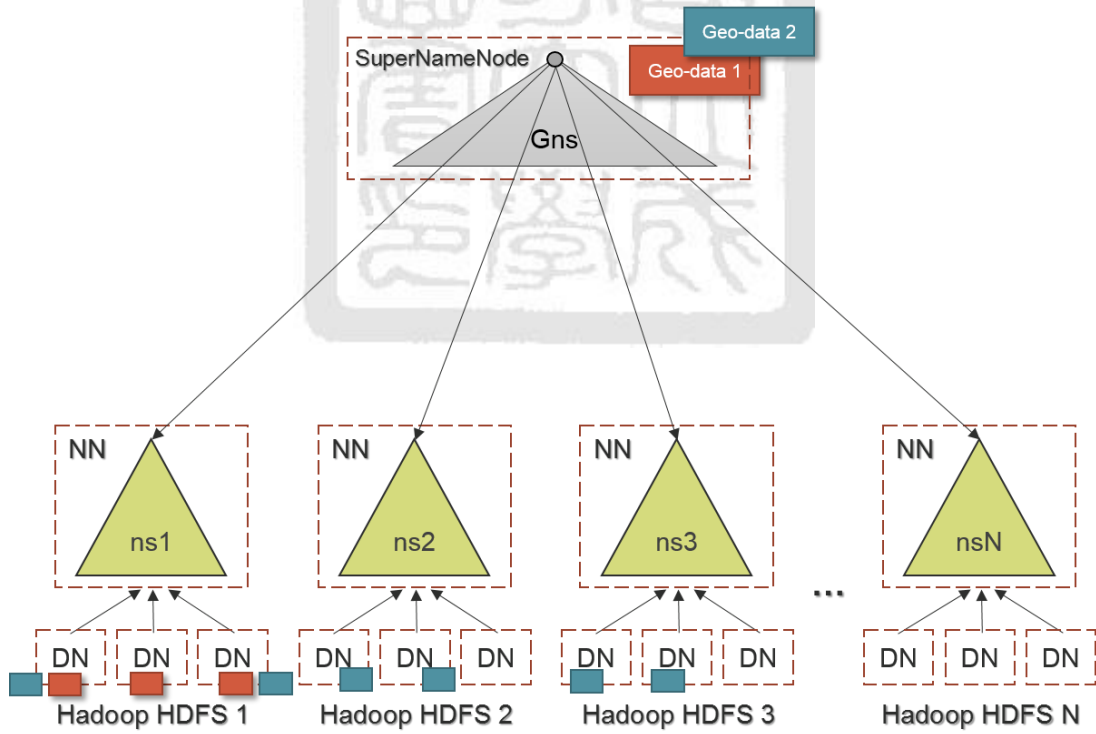 Geo-data 2
SuperNameNode
Geo-data 1
Gns
NN
NN
NN
NN
ns1
ns2
ns3
nsN
...
DN DN DN
DN DN DN
DN DN DN
DN DN DN
Hadoop HDFS 1
Hadoop HDFS 2
Hadoop HDFS 3
Hadoop HDFS N